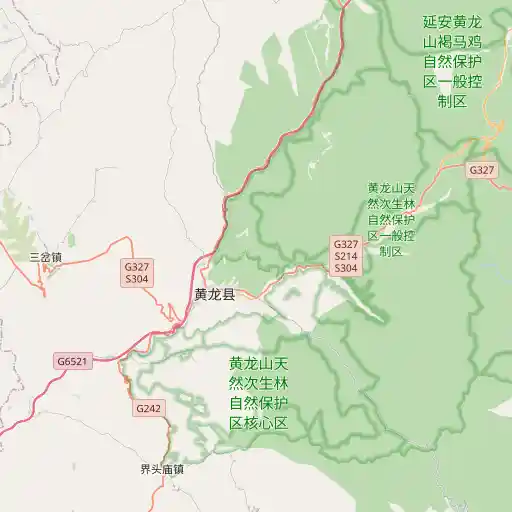 延安黄龙
山褐马鸡
自然保护
区一般控
制区
G327
黄龙山天
然次生林
自然保护
区一般控
制区
G327
S214
S304
三岔镇
G327
S304
黄龙县
G6521
黄龙山天
然次生林
自然保护
区核心区
G242
界头庙镇